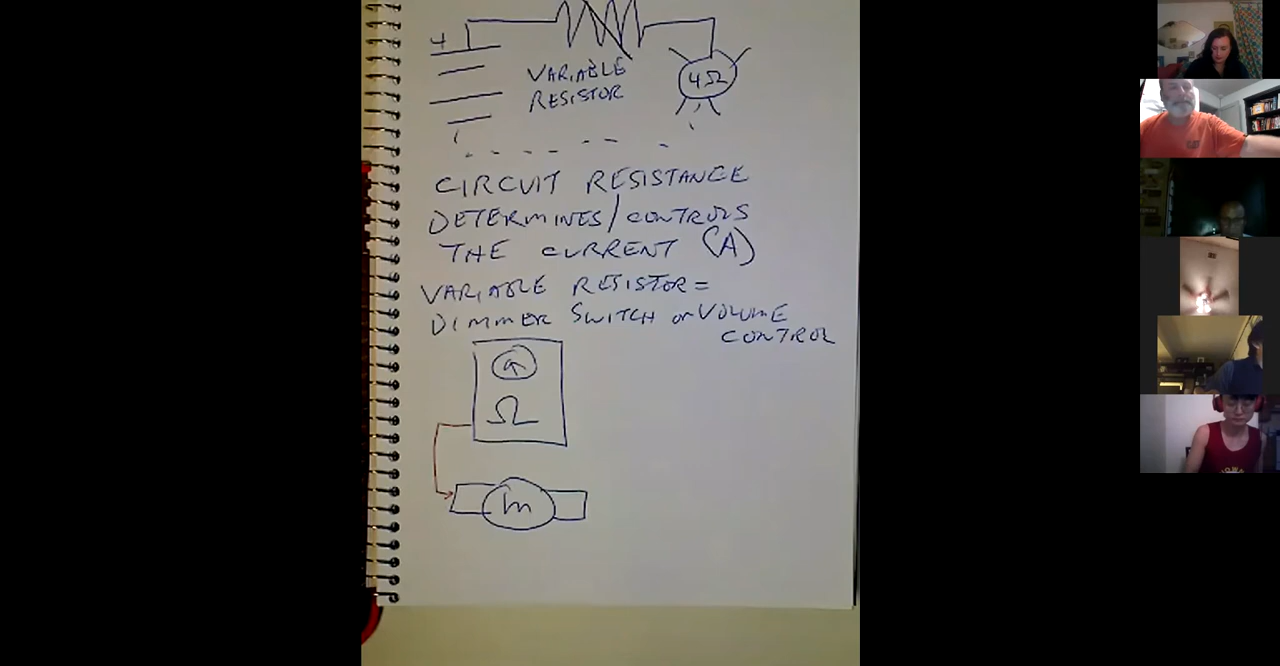 +
VARIABLE
RESISTOR
4Ω
CIRCUIT RESISTANCE
DETERMINES/CONTROLS
THE CURRENT (A)
VARIABLE RESISTOR=
DIMMER SWITCH or VOLUME
CONTROL
Ω
m